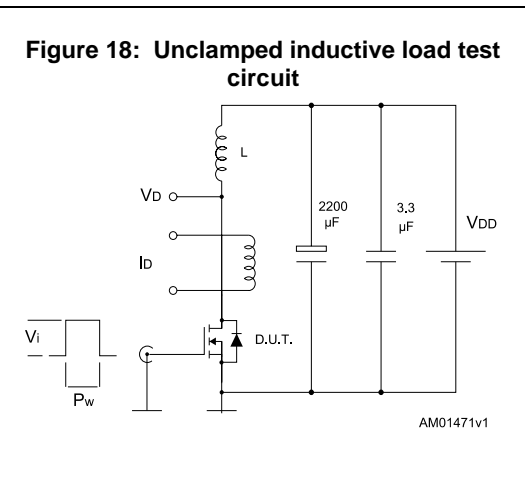 Figure 18: Unclamped inductive load test
circuit
L
VD
2200
µF
3.3
µF
VDD
ID
Vi
D.U.T.
Pw
AM01471v1